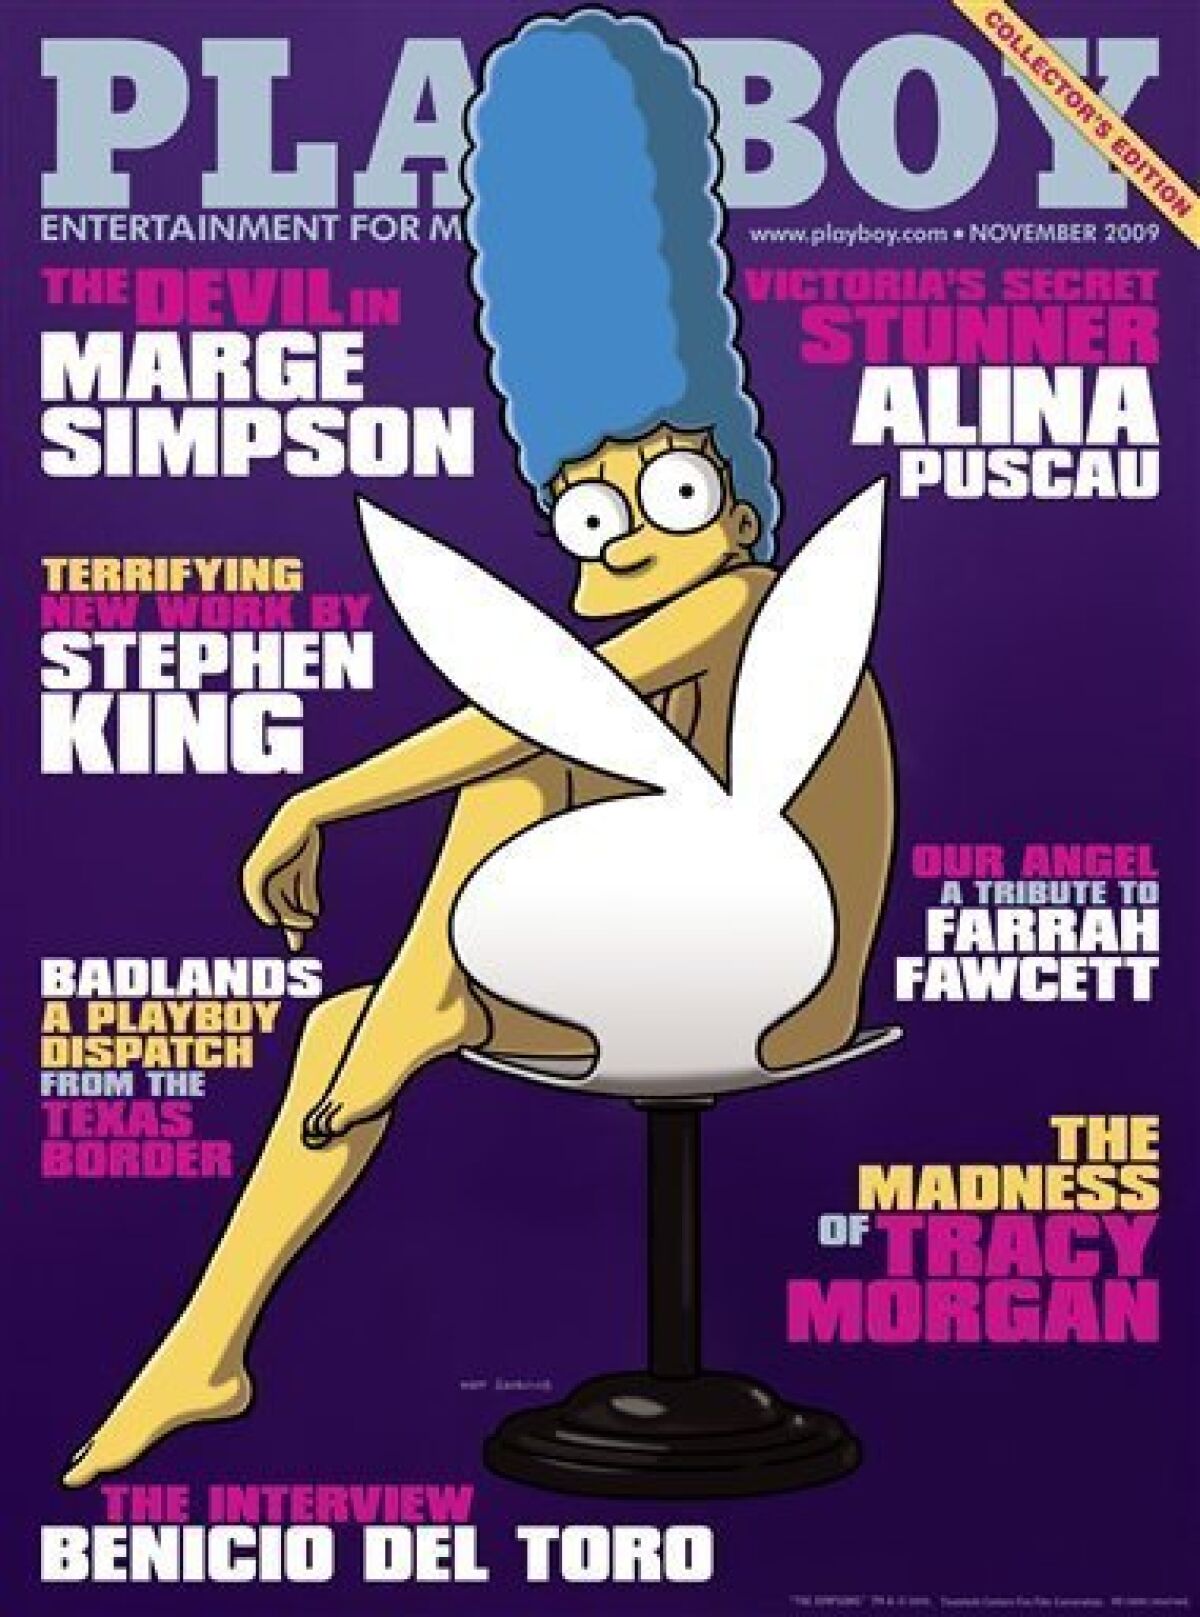 PLAYBOY
COLLECTOR'S EDITION
ENTERTAINMENT FOR M
www.playboy.com • NOVEMBER 2009
THE DEVIL IN
MARGE
SIMPSON
VICTORIA'S SECRET
STUNNER
ALINA
PUSCAU
TERRIFYING
NEW WORK BY
STEPHEN
KING
OUR ANGEL
A TRIBUTE TO
FARRAH
FAWCETT
BADLANDS
A PLAYBOY
DISPATCH
FROM THE
TEXAS
BORDER
THE
MADNESS
OF TRACY
MORGAN
THE INTERVIEW
BENICIO DEL TORO